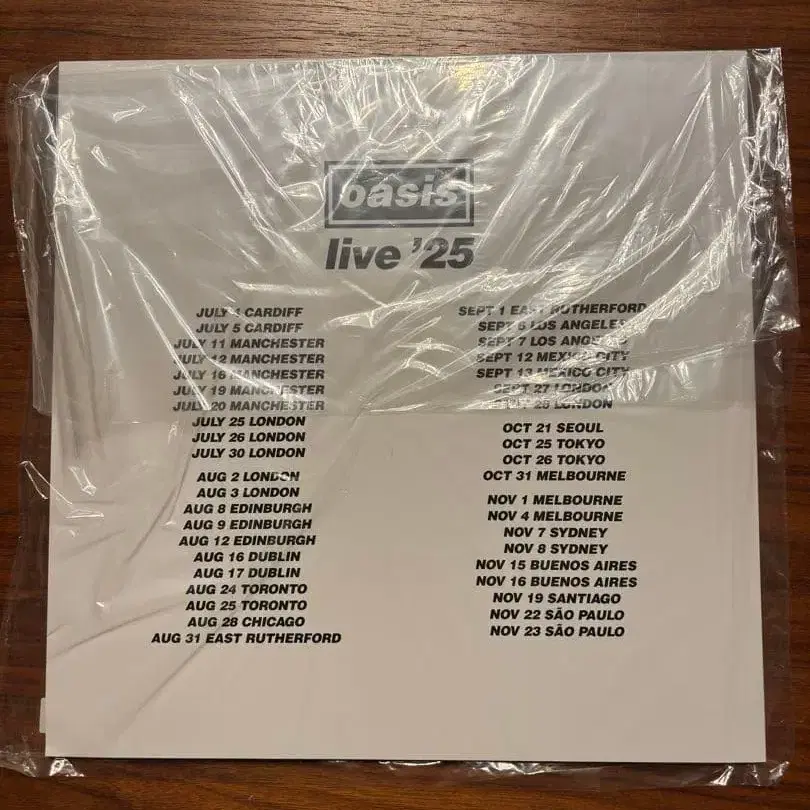 oasis
live '25
JULY 4 CARDIFF
JULY 5 CARDIFF
JULY 11 MANCHESTER
JULY 12 MANCHESTER
JULY 16 MANCHESTER
JULY 19 MANCHESTER
JULY 20 MANCHESTER
JULY 25 LONDON
JULY 26 LONDON
JULY 30 LONDON
AUG 2 LONDON
AUG 3 LONDON
AUG 8 EDINBURGH
AUG 9 EDINBURGH
AUG 12 EDINBURGH
AUG 16 DUBLIN
AUG 17 DUBLIN
AUG 24 TORONTO
AUG 25 TORONTO
AUG 28 CHICAGO
AUG 31 EAST RUTHERFORD
SEPT 1 EAST RUTHERFORD
SEPT 6 LOS ANGELES
SEPT 7 LOS ANGELES
SEPT 12 MEXICO CITY
SEPT 13 MEXICO CITY
SEPT 27 LONDON
SEPT 28 LONDON
OCT 21 SEOUL
OCT 25 TOKYO
OCT 26 TOKYO
OCT 31 MELBOURNE
NOV 1 MELBOURNE
NOV 4 MELBOURNE
NOV 7 SYDNEY
NOV 8 SYDNEY
NOV 15 BUENOS AIRES
NOV 16 BUENOS AIRES
NOV 19 SANTIAGO
NOV 22 SÃO PAULO
NOV 23 SÃO PAULO